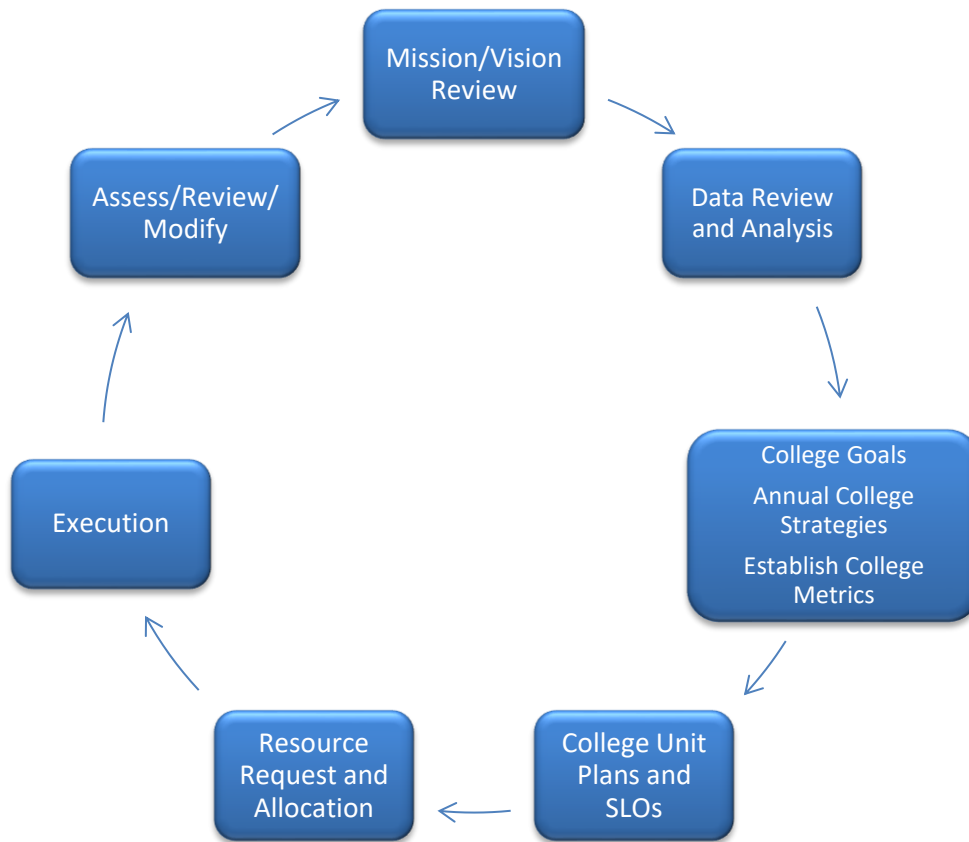 Mission/Vision
Review
Data Review
and Analysis
College Goals
Annual College
Strategies
Establish College
Metrics
College Unit
Plans and
SLOs
Resource
Request and
Allocation
Execution
Assess/Review/
Modify